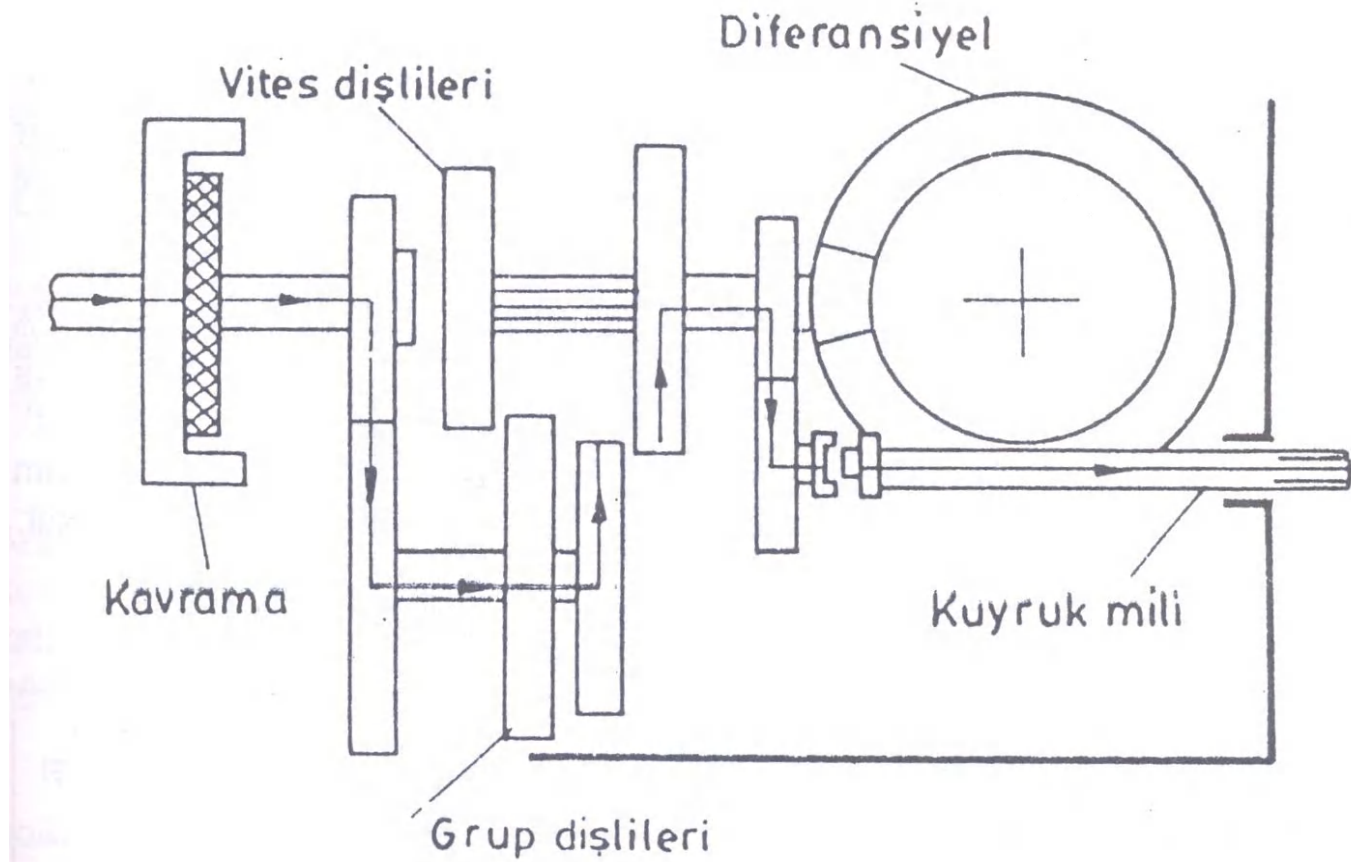 Diferansiyel
Vites dişlileri
Kavrama
Kuyruk mili
Grup dişlileri